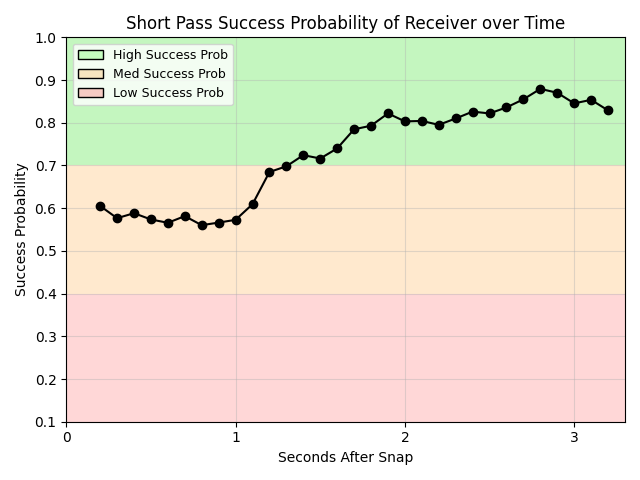 Short Pass Success Probability of Receiver over Time
1.0
High Success Prob
Med Success Prob
Low Success Prob
0.9
0.8
0.7
0.6
0.5
0.4
0.3
0.2
0.1
Success Probability
0 1 2 3
Seconds After Snap